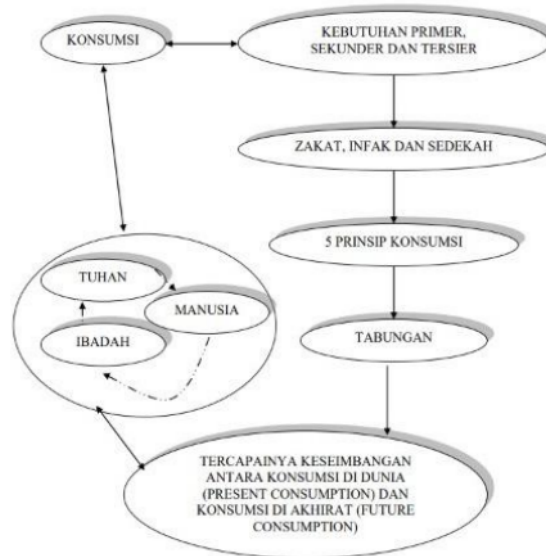 KONSUMSI
KEBUTUHAN PRIMER,
SEKUNDER DAN TERSIER
ZAKAT, INFAK DAN SEDEKAH
5 PRINSIP KONSUMSI
TUHAN
MANUSIA
IBADAH
TABUNGAN
TERCAPAINYA KESEIMBANGAN
ANTARA KONSUMSI DI DUNIA
(PRESENT CONSUMPTION) DAN
KONSUMSI DI AKHIRAT (FUTURE
CONSUMPTION)